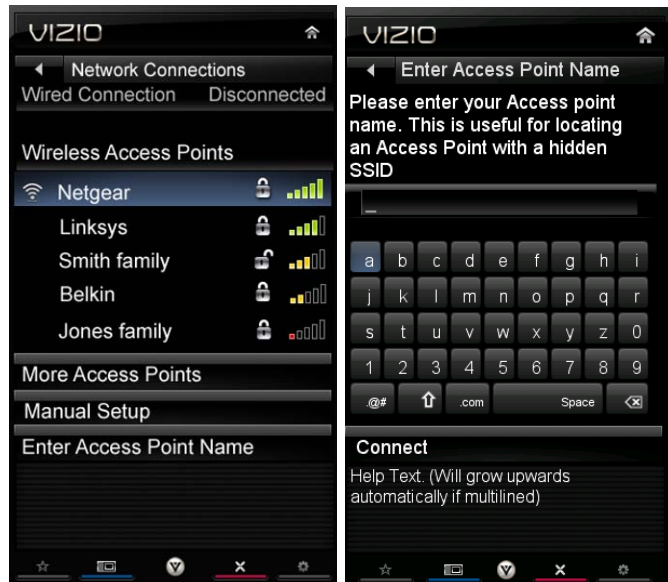 VIZIO
Network Connections
Wired Connection Disconnected
Wireless Access Points
Netgear
Linksys
Smith family
Belkin
Jones family
More Access Points
Manual Setup
Enter Access Point Name
V
VIZIO
Enter Access Point Name
Please enter your Access point
name. This is useful for locating
an Access Point with a hidden
SSID
_
a b c d e f g h i
j k l m n o p q r
s t u v w x y z 0
1 2 3 4 5 6 7 8 9
.@# .com Space
Connect
Help Text. (Will grow upwards
automatically if multilined)
V